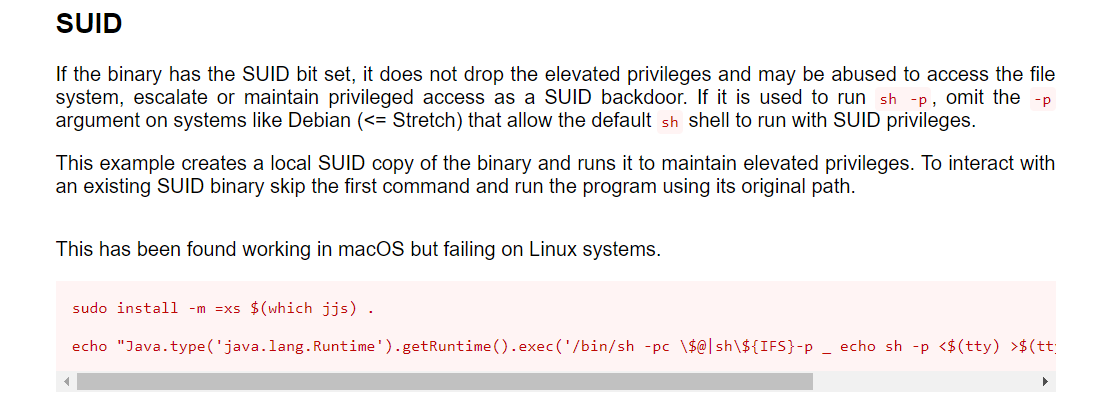 SUID
If the binary has the SUID bit set, it does not drop the elevated privileges and may be abused to access the file
system, escalate or maintain privileged access as a SUID backdoor. If it is used to run sh -p, omit the -p
argument on systems like Debian (<= Stretch) that allow the default sh shell to run with SUID privileges.
This example creates a local SUID copy of the binary and runs it to maintain elevated privileges. To interact with
an existing SUID binary skip the first command and run the program using its original path.
This has been found working in macOS but failing on Linux systems.
sudo install -m =xs $(which jjs) .
echo "Java.type('java.lang.Runtime').getRuntime().exec('/bin/sh -pc \$@|sh\${IFS}-p _ echo sh -p <$(tty) >$(tt